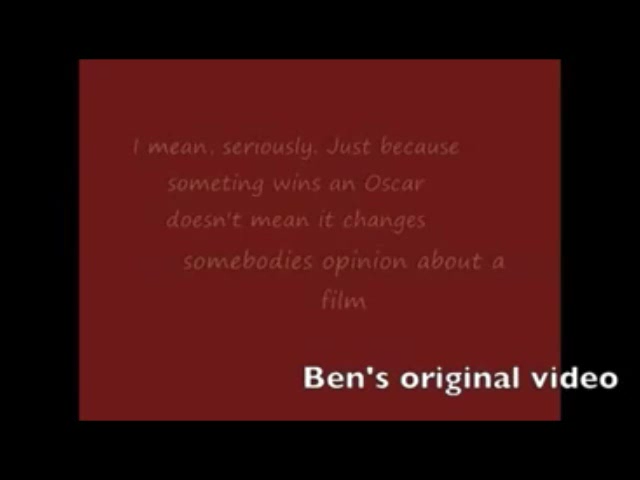 I mean, seriously. Just because
someting wins an Oscar
doesn't mean it changes
somebodies opinion about a
film
Ben's original video